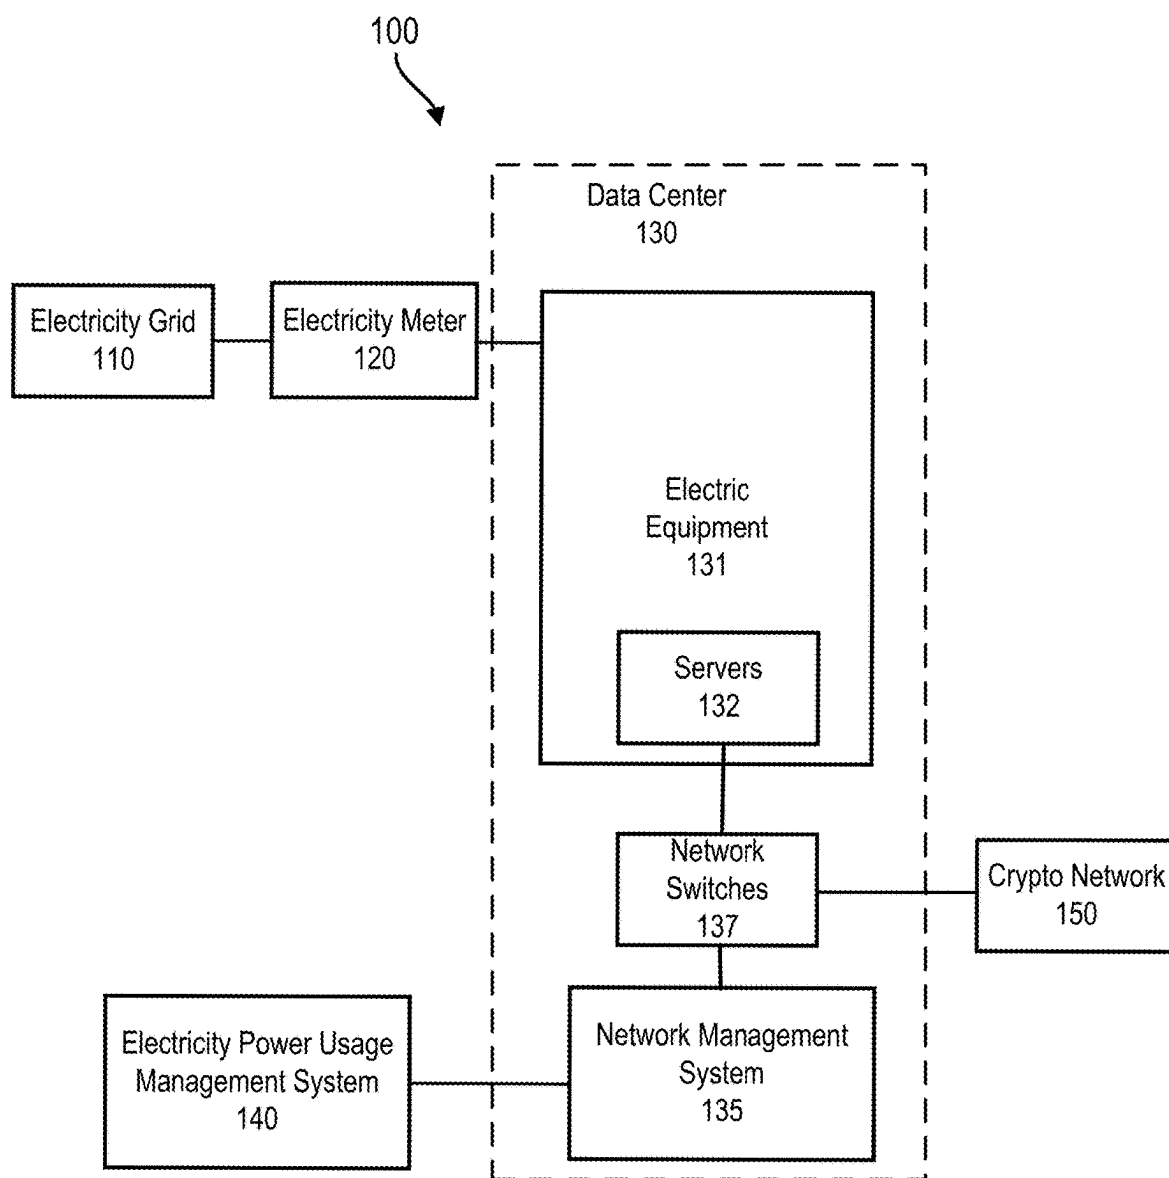 100
Data Center
130
Electricity Grid
110
Electricity Meter
120
Electric
Equipment
131
Servers
132
Network
Switches
137
Crypto Network
150
Electricity Power Usage
Management System
140
Network Management
System
135